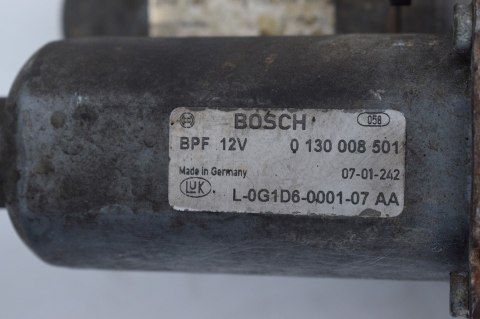 BOSCH 058
BPF 12V 0 130 008 501
Made in Germany 07-01-242
LUK L-0G1D6-0001-07 AA